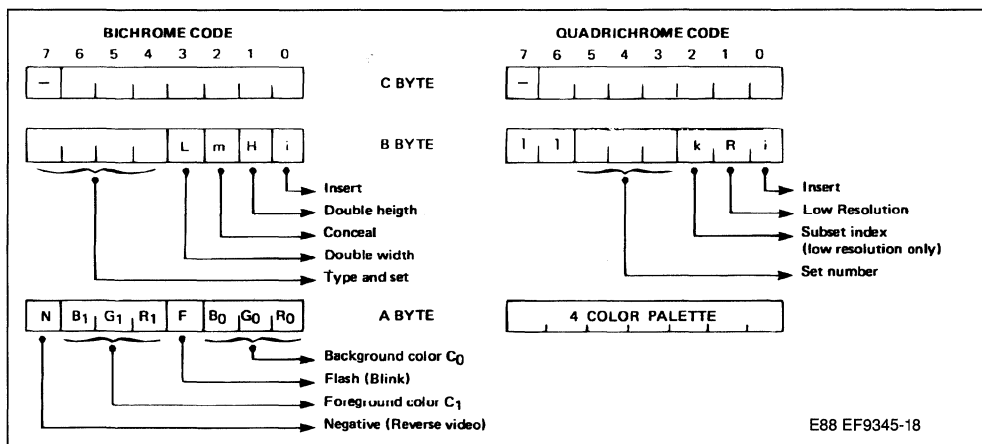 BICHROME CODE
QUADRICHROME CODE
7 6 5 4 3 2 1 0
7 6 5 4 3 2 1 0
–
C BYTE
–
L m H i
B BYTE
1 1 k R i
Insert
Double heigth
Conceal
Double width
Type and set
Insert
Low Resolution
Subset index
(low resolution only)
Set number
N B1 G1 R1 F B0 G0 R0
A BYTE
4 COLOR PALETTE
Background color C0
Flash (Blink)
Foreground color C1
Negative (Reverse video)
E88 EF9345-18